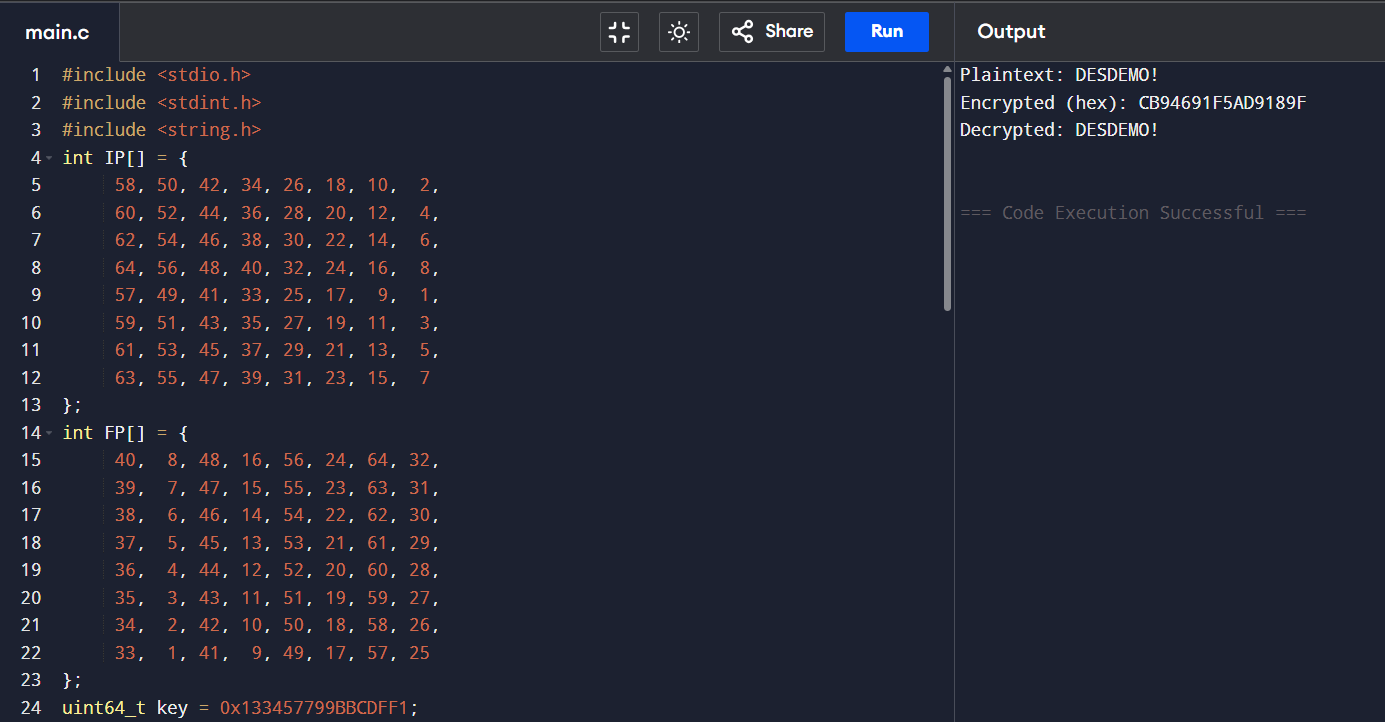 main.c
Share
Run
Output
1 #include <stdio.h>
2 #include <stdint.h>
3 #include <string.h>
4 int IP[] = {
5 58, 50, 42, 34, 26, 18, 10, 2,
6 60, 52, 44, 36, 28, 20, 12, 4,
7 62, 54, 46, 38, 30, 22, 14, 6,
8 64, 56, 48, 40, 32, 24, 16, 8,
9 57, 49, 41, 33, 25, 17, 9, 1,
10 59, 51, 43, 35, 27, 19, 11, 3,
11 61, 53, 45, 37, 29, 21, 13, 5,
12 63, 55, 47, 39, 31, 23, 15, 7
13 };
14 int FP[] = {
15 40, 8, 48, 16, 56, 24, 64, 32,
16 39, 7, 47, 15, 55, 23, 63, 31,
17 38, 6, 46, 14, 54, 22, 62, 30,
18 37, 5, 45, 13, 53, 21, 61, 29,
19 36, 4, 44, 12, 52, 20, 60, 28,
20 35, 3, 43, 11, 51, 19, 59, 27,
21 34, 2, 42, 10, 50, 18, 58, 26,
22 33, 1, 41, 9, 49, 17, 57, 25
23 };
24 uint64_t key = 0x133457799BBCDFF1;
Plaintext: DESDEMO!
Encrypted (hex): CB94691F5AD9189F
Decrypted: DESDEMO!
=== Code Execution Successful ===